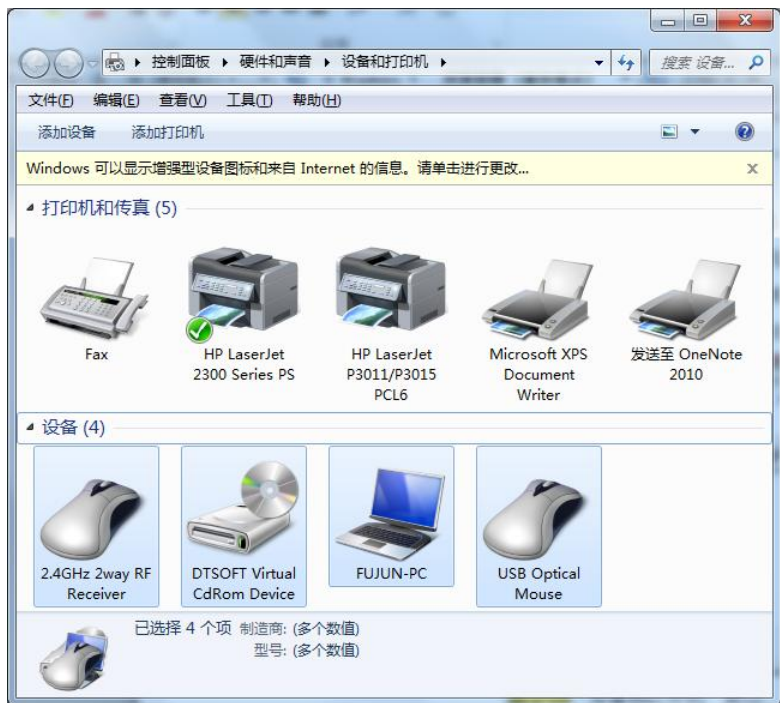 控制面板 ▸ 硬件和声音 ▸ 设备和打印机 ▸
搜索 设备...
文件(F) 编辑(E) 查看(V) 工具(T) 帮助(H)
添加设备 添加打印机
Windows 可以显示增强型设备图标和来自 Internet 的信息。请单击进行更改...
打印机和传真 (5)
Fax
HP LaserJet
2300 Series PS
HP LaserJet
P3011/P3015
PCL6
Microsoft XPS
Document
Writer
发送至 OneNote
2010
设备 (4)
2.4GHz 2way RF
Receiver
DTSOFT Virtual
CdRom Device
FUJUN-PC
USB Optical
Mouse
已选择 4 个项 制造商: (多个数值)
型号: (多个数值)